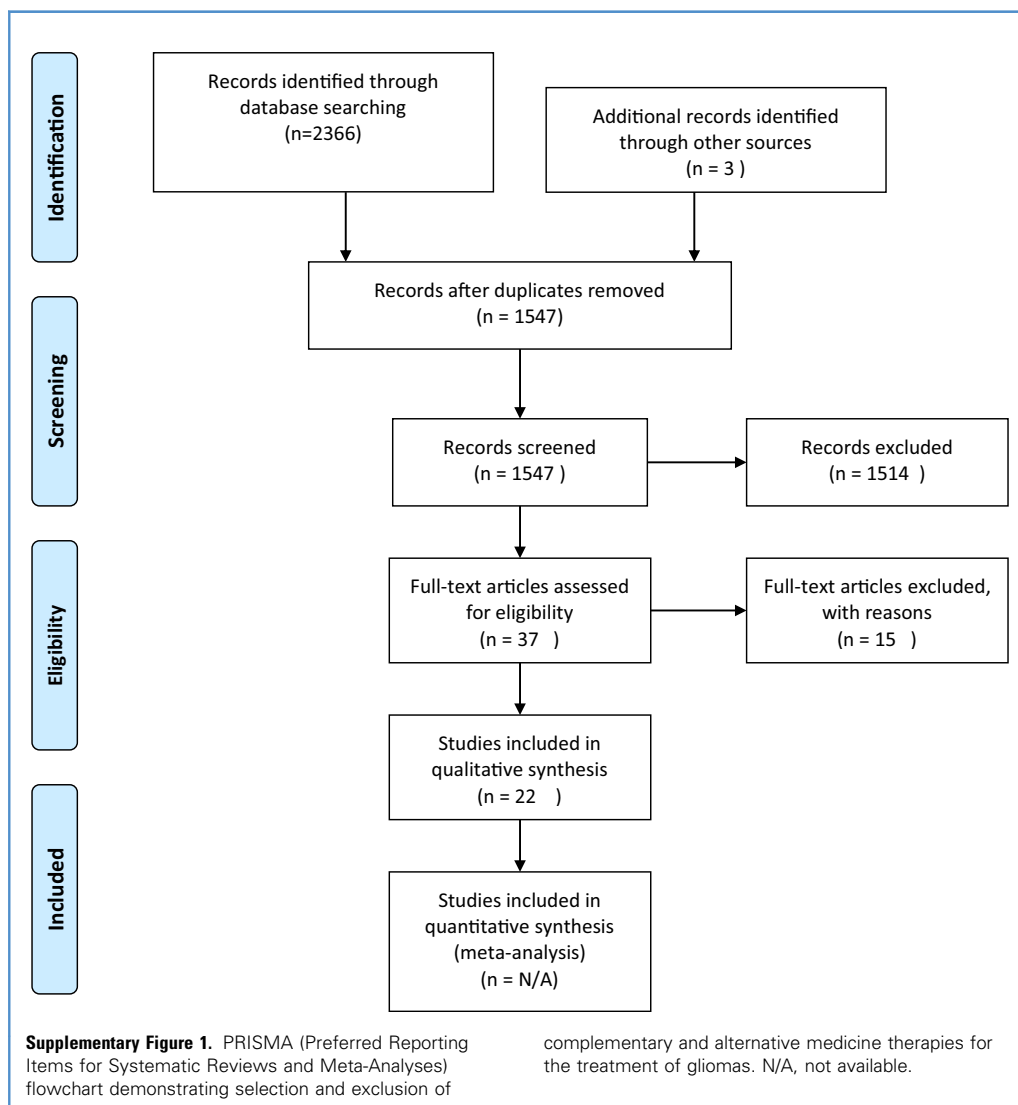 Identification
Records identified through
database searching
(n=2366)
Additional records identified
through other sources
(n = 3 )
Records after duplicates removed
(n = 1547)
Screening
Records screened
(n = 1547 )
Records excluded
(n = 1514 )
Eligibility
Full-text articles assessed
for eligibility
(n = 37 )
Full-text articles excluded,
with reasons
(n = 15 )
Studies included in
qualitative synthesis
(n = 22 )
Included
Studies included in
quantitative synthesis
(meta-analysis)
(n = N/A)
Supplementary Figure 1. PRISMA (Preferred Reporting
Items for Systematic Reviews and Meta-Analyses)
flowchart demonstrating selection and exclusion of
complementary and alternative medicine therapies for
the treatment of gliomas. N/A, not available.